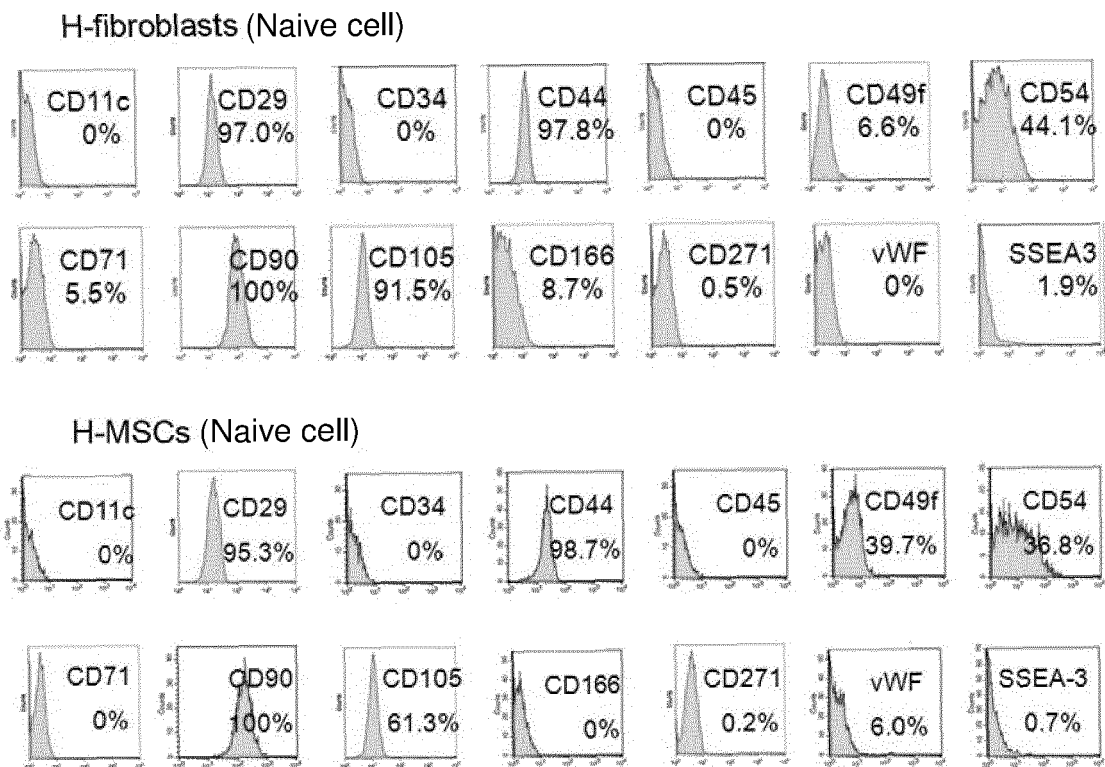 H-fibroblasts (Naive cell)
CD11c
0%
CD29
97.0%
CD34
0%
CD44
97.8%
CD45
0%
CD49f
6.6%
CD54
44.1%
CD71
5.5%
CD90
100%
CD105
91.5%
CD166
8.7%
CD271
0.5%
vWF
0%
SSEA3
1.9%
H-MSCs (Naive cell)
CD11c
0%
CD29
95.3%
CD34
0%
CD44
98.7%
CD45
0%
CD49f
39.7%
CD54
36.8%
CD71
0%
CD90
100%
CD105
61.3%
CD166
0%
CD271
0.2%
vWF
6.0%
SSEA-3
0.7%